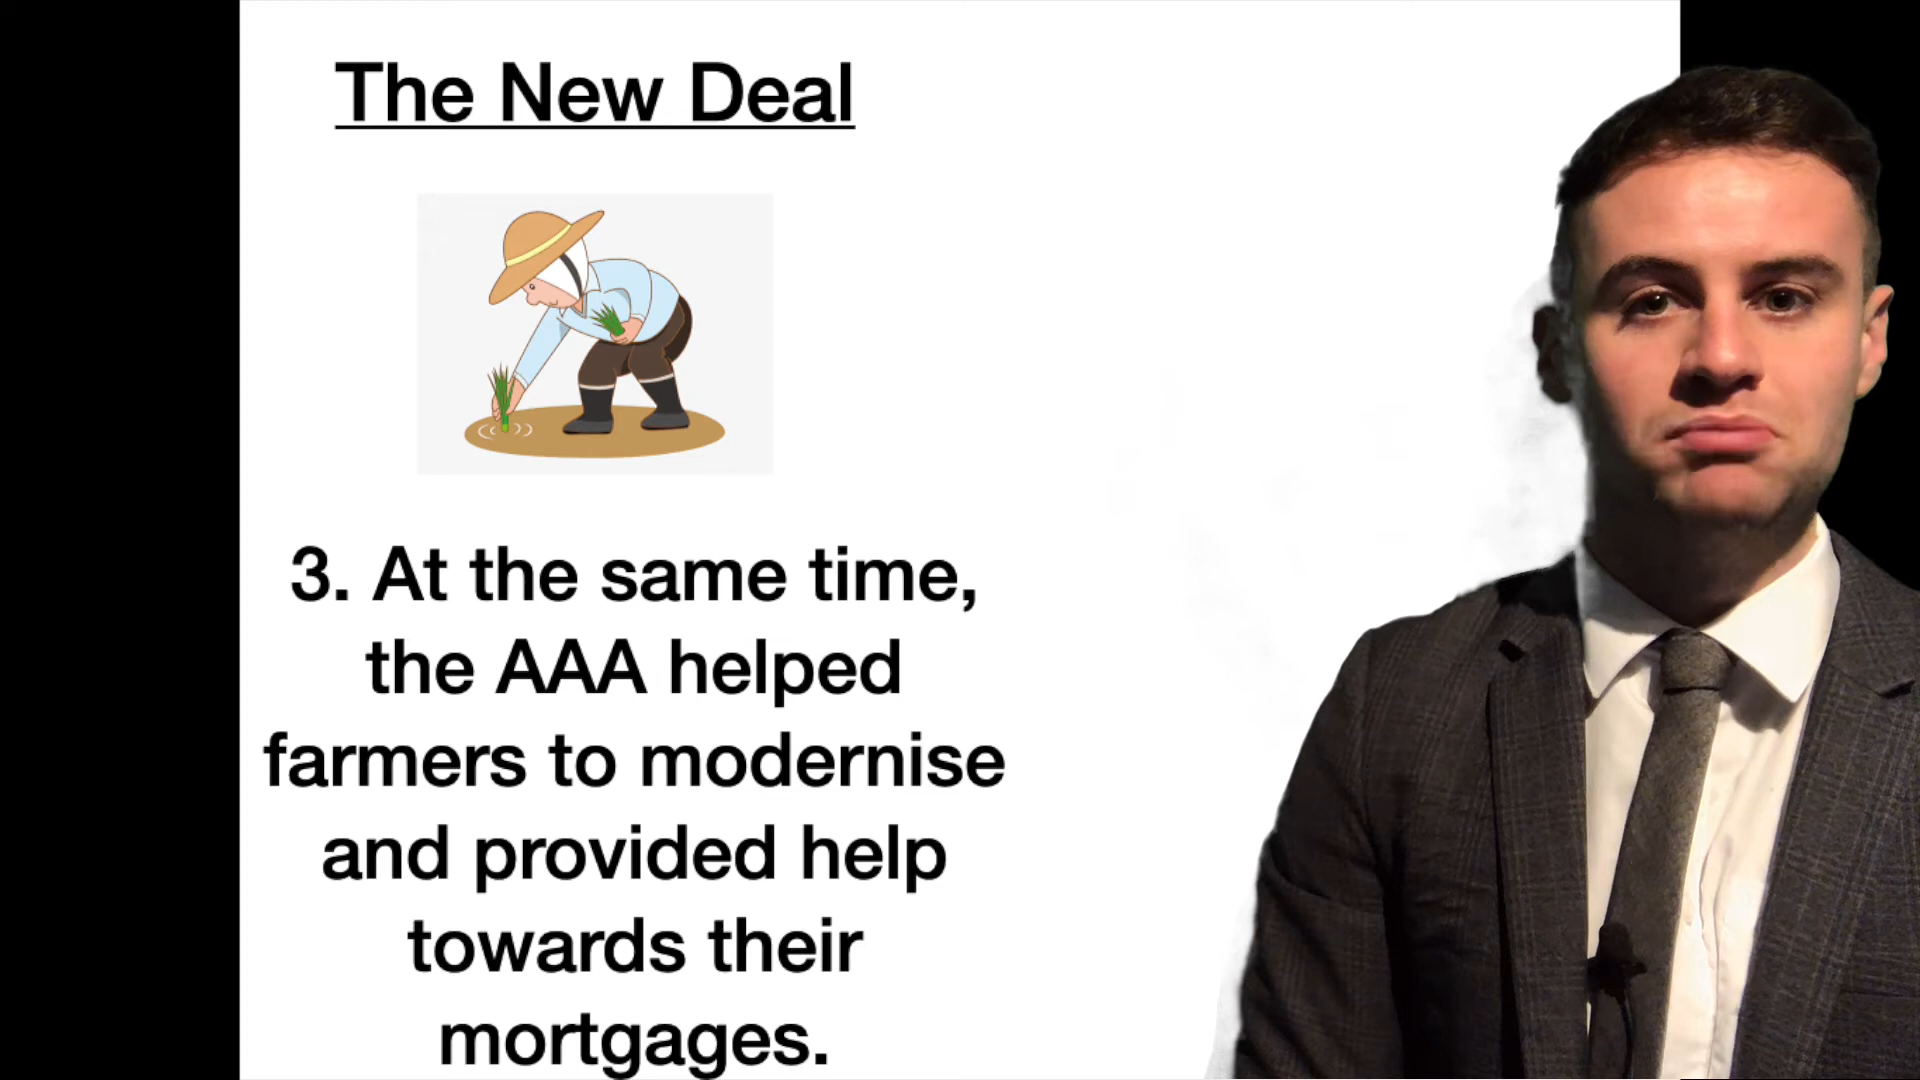 The New Deal
3. At the same time,
the AAA helped
farmers to modernise
and provided help
towards their
mortgages.